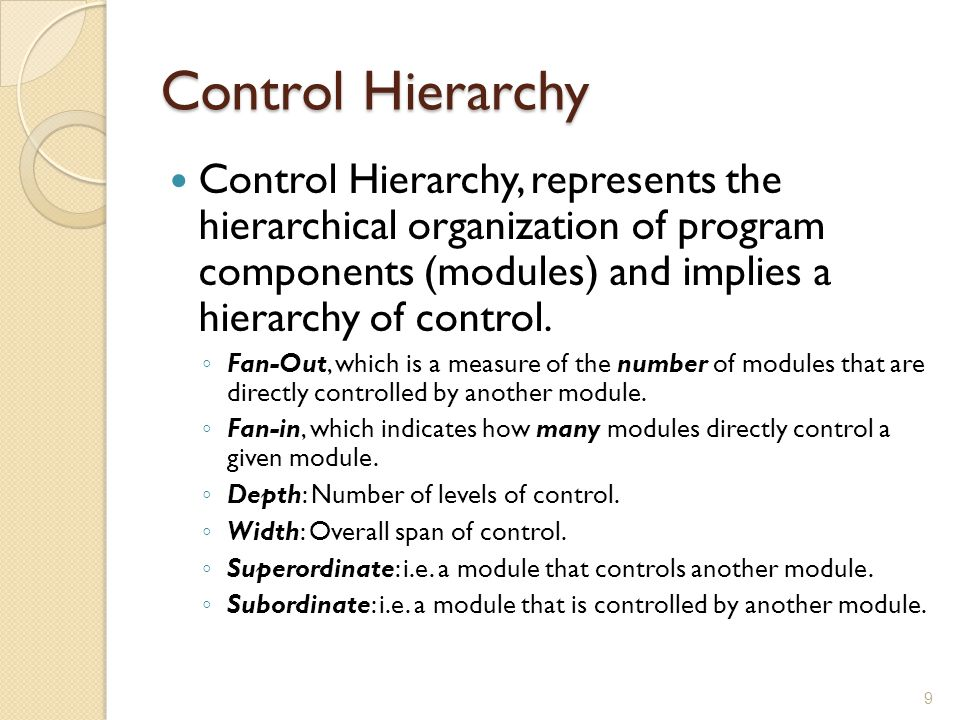 Control Hierarchy
Control Hierarchy, represents the
hierarchical organization of program
components (modules) and implies a
hierarchy of control.
Fan-Out, which is a measure of the number of modules that are
directly controlled by another module.
Fan-in, which indicates how many modules directly control a
given module.
Depth: Number of levels of control.
Width: Overall span of control.
Superordinate: i.e. a module that controls another module.
Subordinate: i.e. a module that is controlled by another module.
9